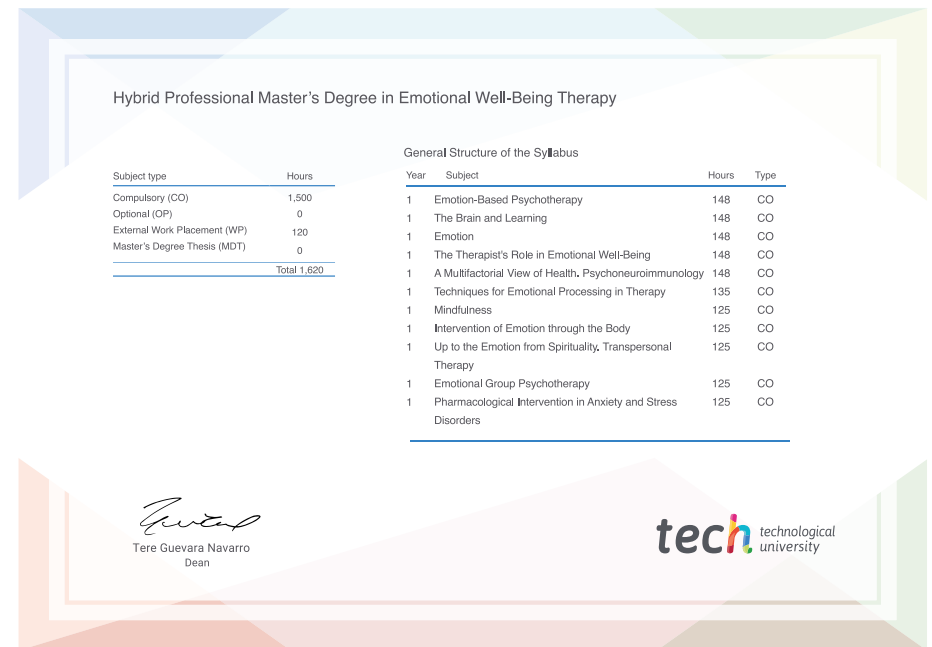 Hybrid Professional Master's Degree in Emotional Well-Being Therapy
Subject type Hours
Compulsory (CO) 1,500
Optional (OP) 0
External Work Placement (WP) 120
Master's Degree Thesis (MDT) 0
Total 1,620
General Structure of the Syllabus
Year Subject Hours Type
1 Emotion-Based Psychotherapy 148 CO
1 The Brain and Learning 148 CO
1 Emotion 148 CO
1 The Therapist's Role in Emotional Well-Being 148 CO
1 A Multifactorial View of Health. Psychoneuroimmunology 148 CO
1 Techniques for Emotional Processing in Therapy 135 CO
1 Mindfulness 125 CO
1 Intervention of Emotion through the Body 125 CO
1 Up to the Emotion from Spirituality. Transpersonal 125 CO
Therapy
1 Emotional Group Psychotherapy 125 CO
1 Pharmacological Intervention in Anxiety and Stress 125 CO
Disorders
Tere Guevara Navarro
Dean
tech technological
university